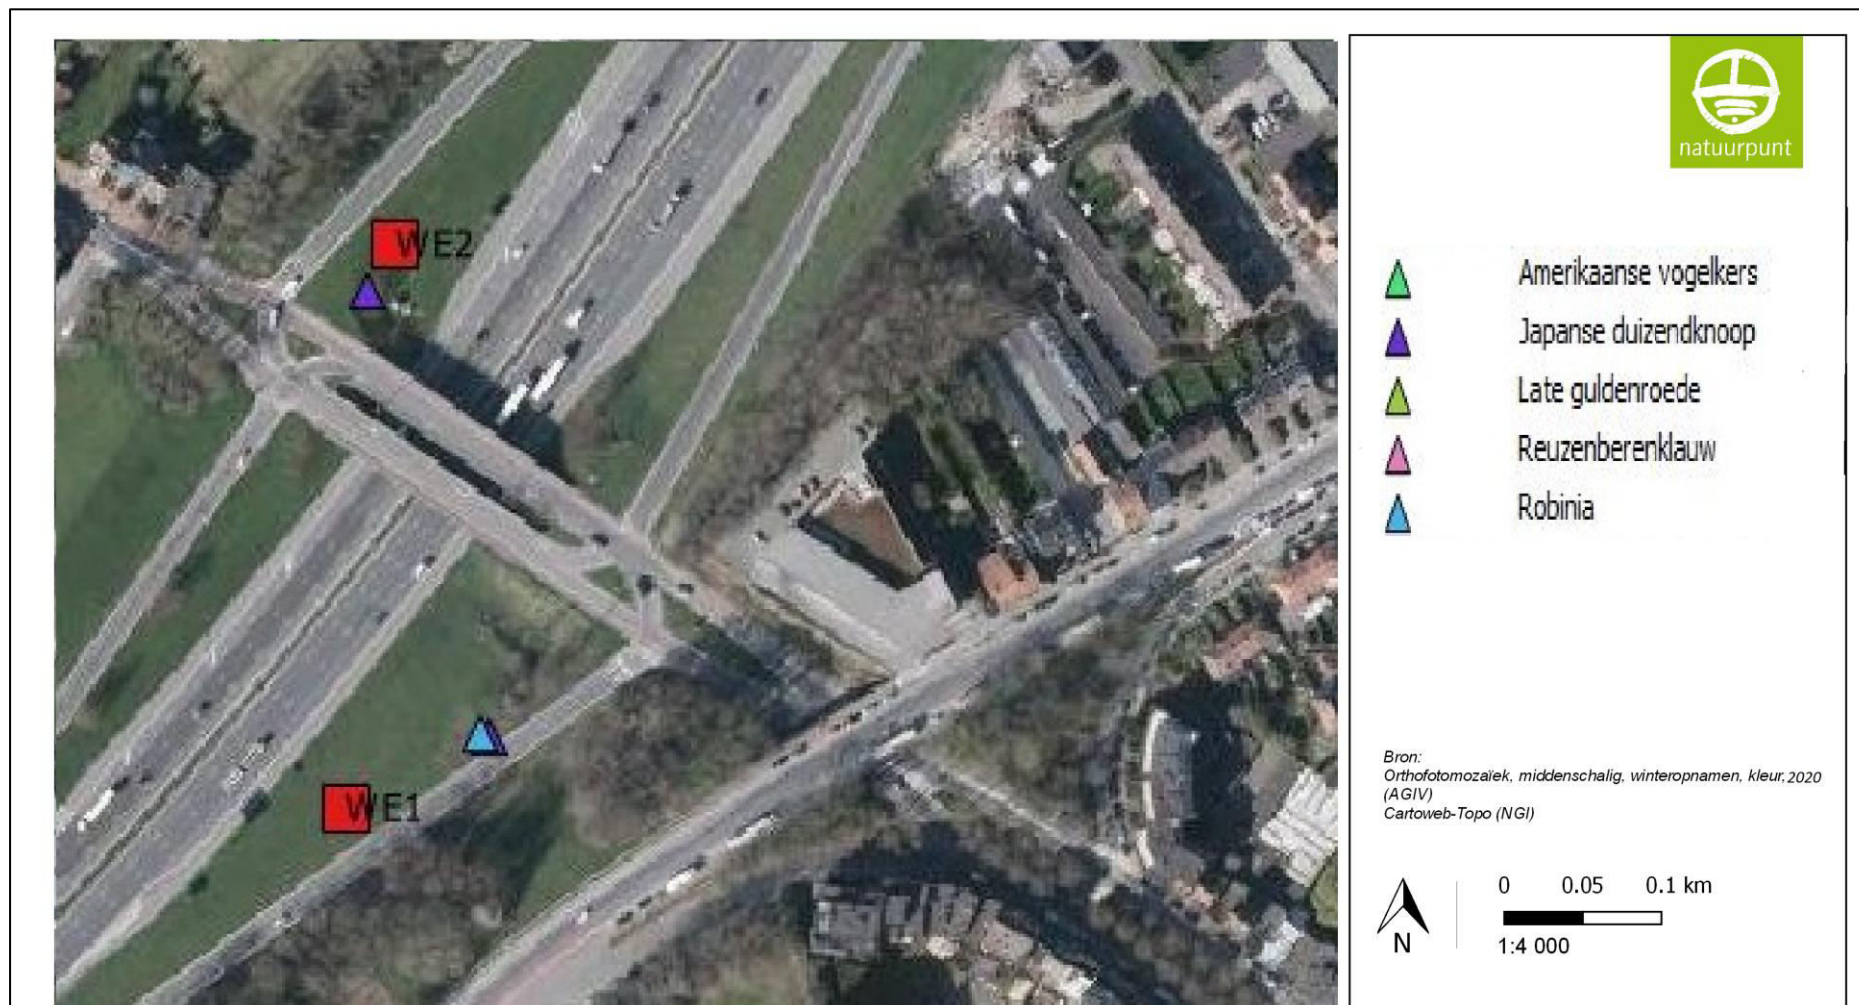 WE2
WE1
natuurpunt
Amerikaanse vogelkers
Japanse duizendknoop
Late guldenroede
Reuzenberenklauw
Robinia
Bron:
Orthofotomozaïek, middenschalig, winteropnamen, kleur, 2020
(AGIV)
Cartoweb-Topo (NGI)
0 0.05 0.1 km
N
1:4 000